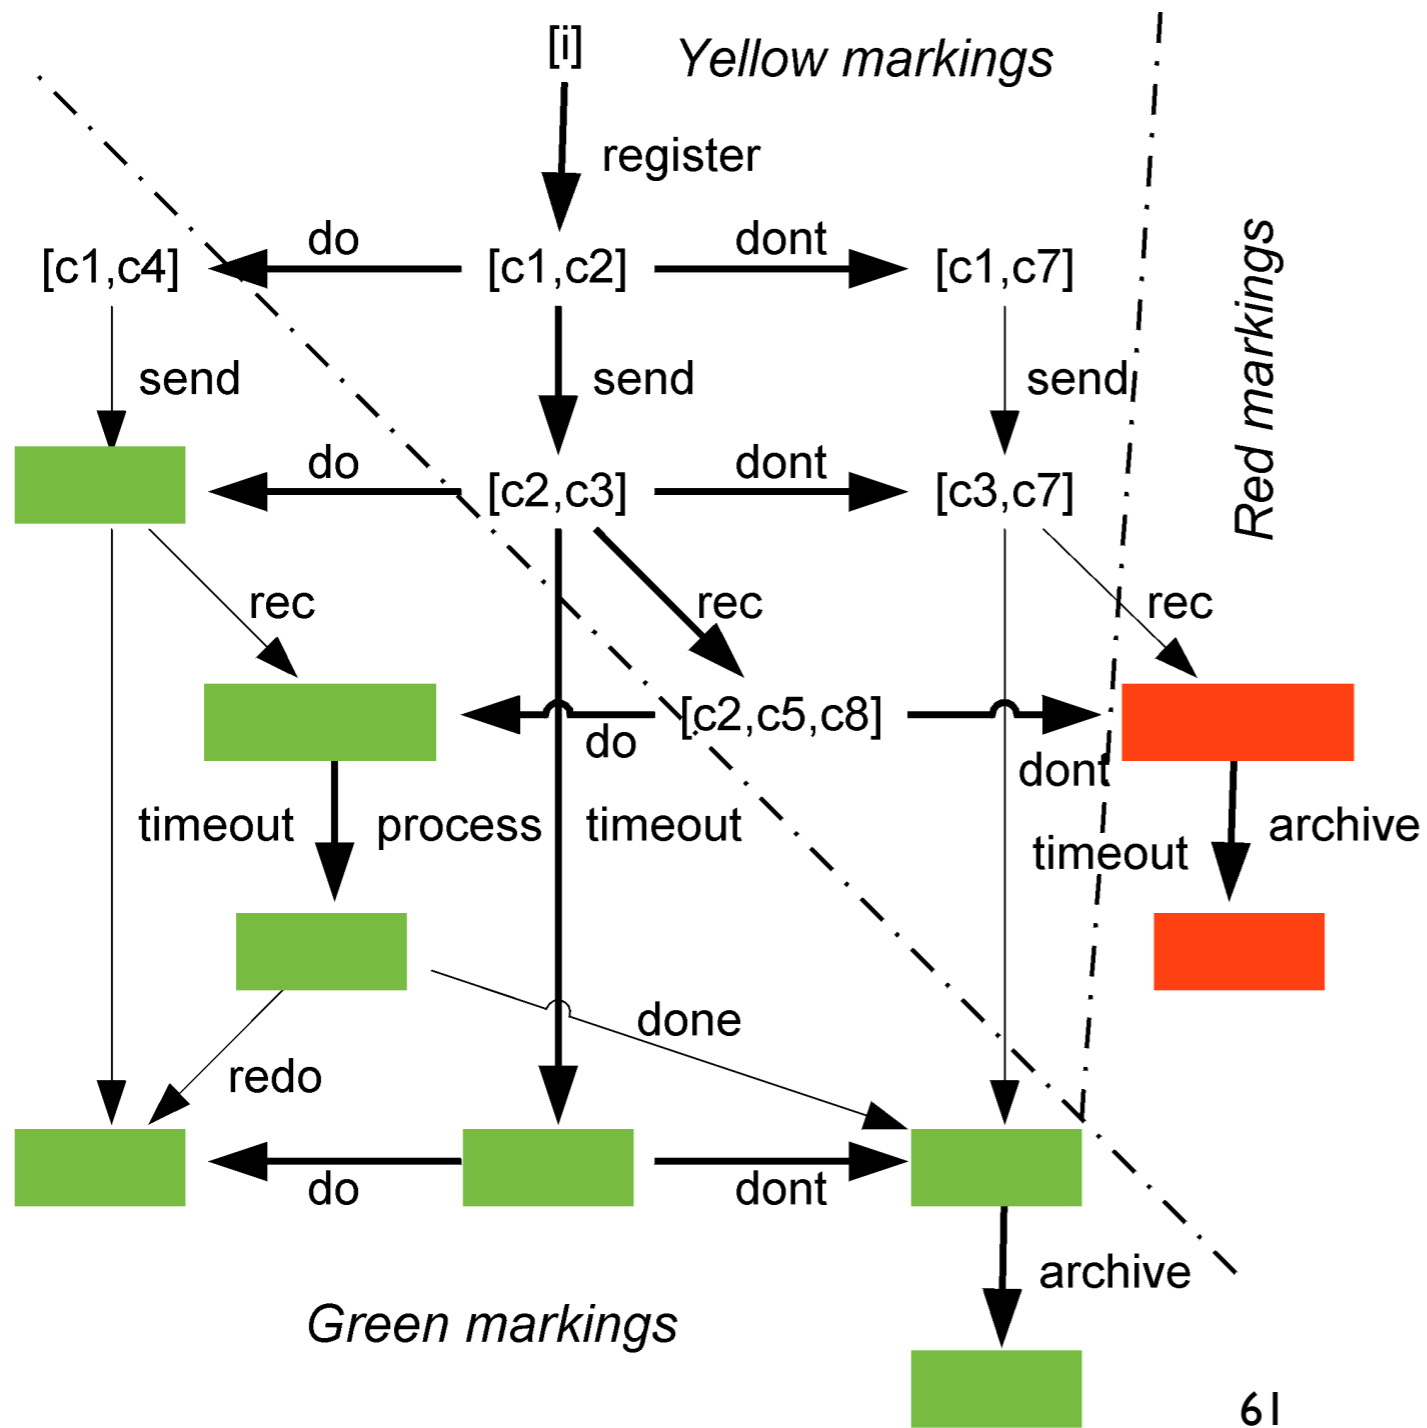 [i]
Yellow markings
register
do
dont
[c1,c4]
[c1,c2]
[c1,c7]
Red markings
send
send
send
do
dont
[c2,c3]
[c3,c7]
rec
rec
rec
[c2,c5,c8]
do
dont
timeout
process
timeout
timeout
archive
done
redo
do
dont
archive
Green markings
61